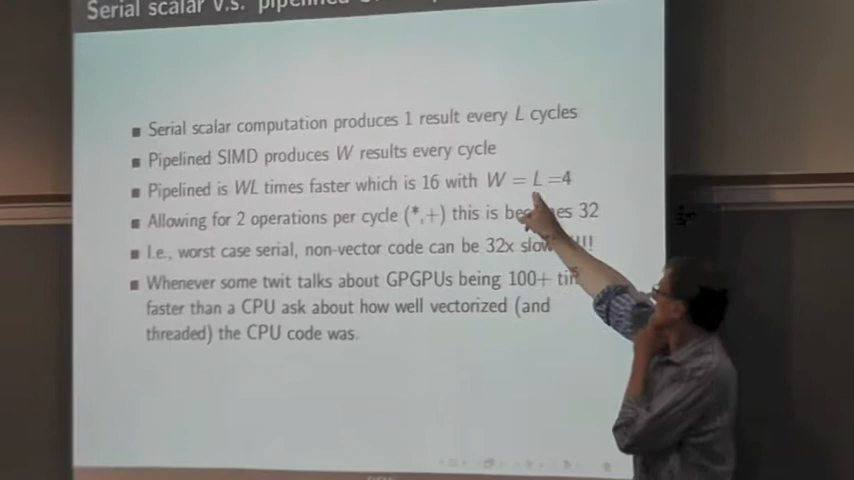 Serial scalar v.s. pipelined
■ Serial scalar computation produces 1 result every L cycles
■ Pipelined SIMD produces W results every cycle
■ Pipelined is WL times faster which is 16 with W = L =4
■ Allowing for 2 operations per cycle (*,+) this is becomes 32
■ I.e., worst case serial, non-vector code can be 32x slow !!!
■ Whenever some twit talks about GPGPUs being 100+
faster than a CPU ask about how well vectorized (and
threaded) the CPU code was.